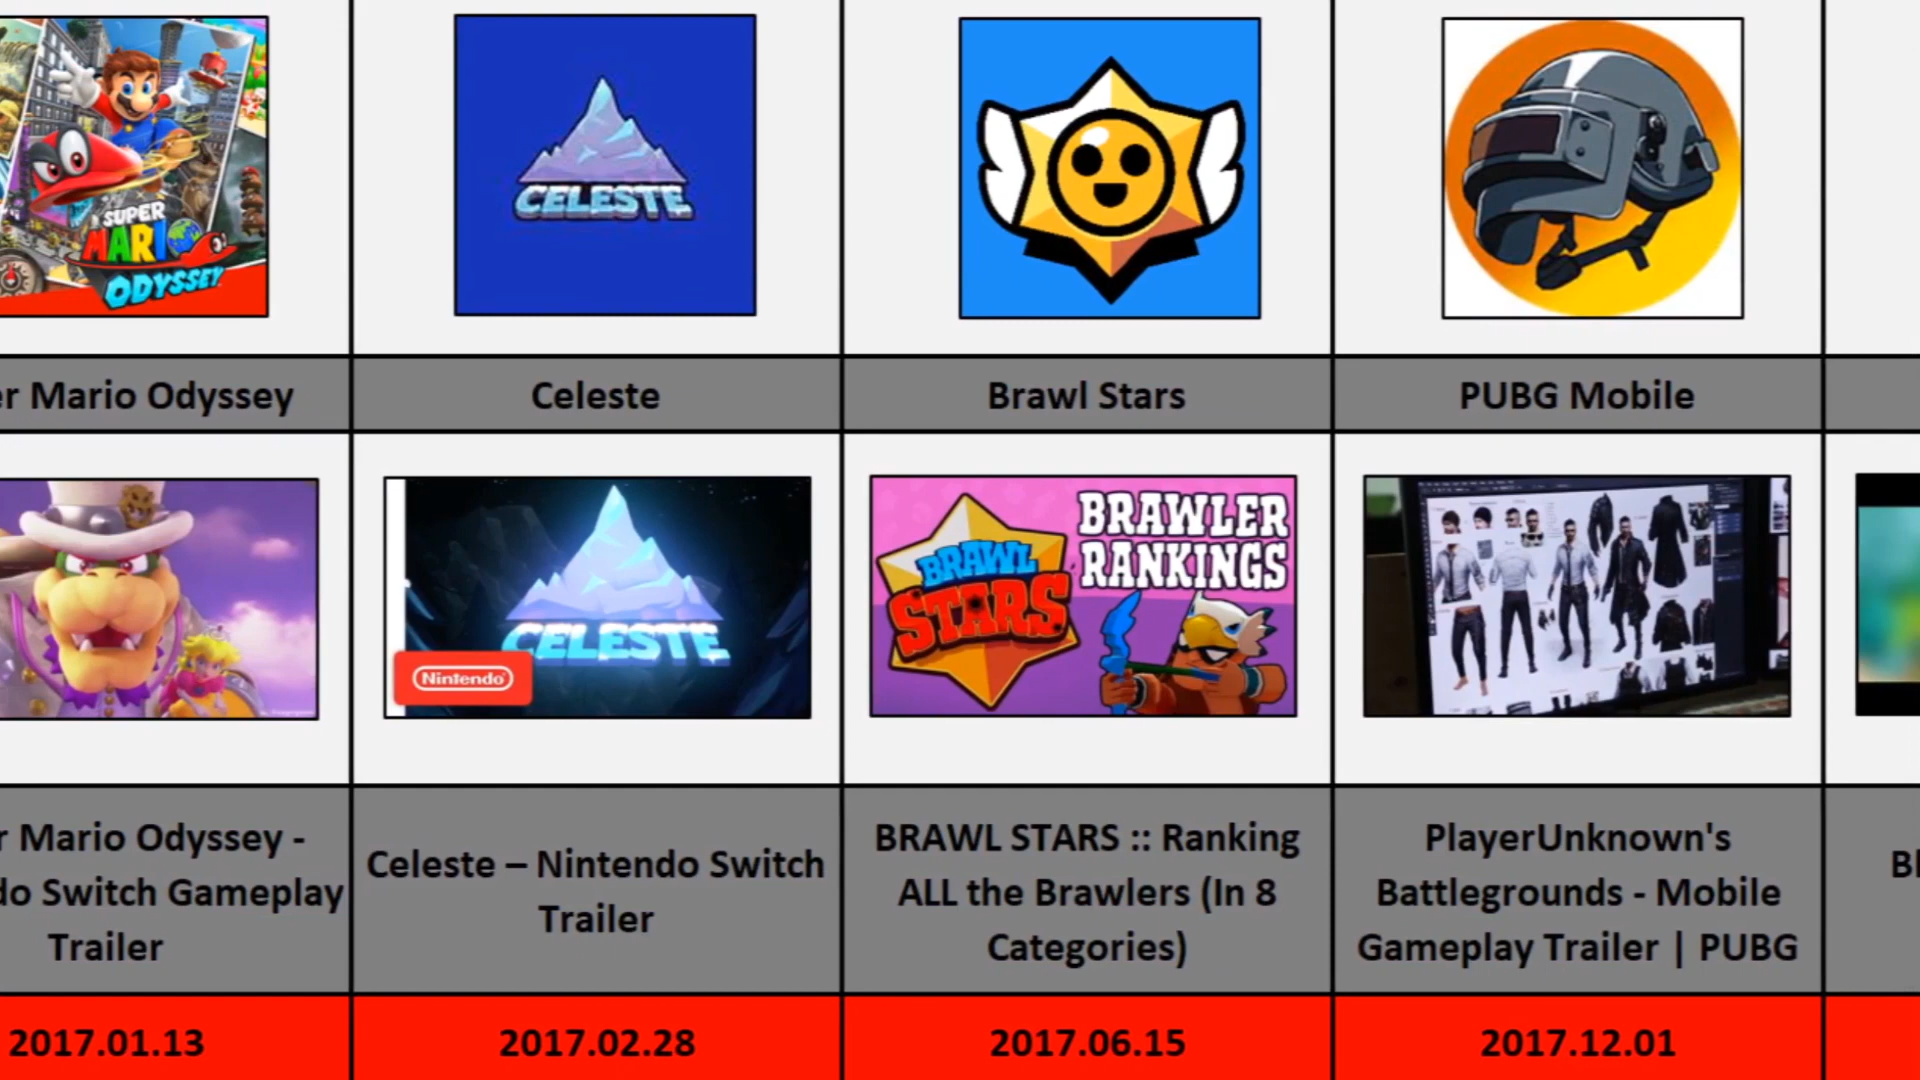 SUPER
MARIO
ODYSSEY
CELESTE
er Mario Odyssey
Celeste
Brawl Stars
PUBG Mobile
CELESTE
Nintendo
BRAWL
STARS
BRAWLER
RANKINGS
r Mario Odyssey -
do Switch Gameplay
Trailer
Celeste – Nintendo Switch
Trailer
BRAWL STARS :: Ranking
ALL the Brawlers (In 8
Categories)
PlayerUnknown's
Battlegrounds - Mobile
Gameplay Trailer | PUBG
Bl
2017.01.13
2017.02.28
2017.06.15
2017.12.01